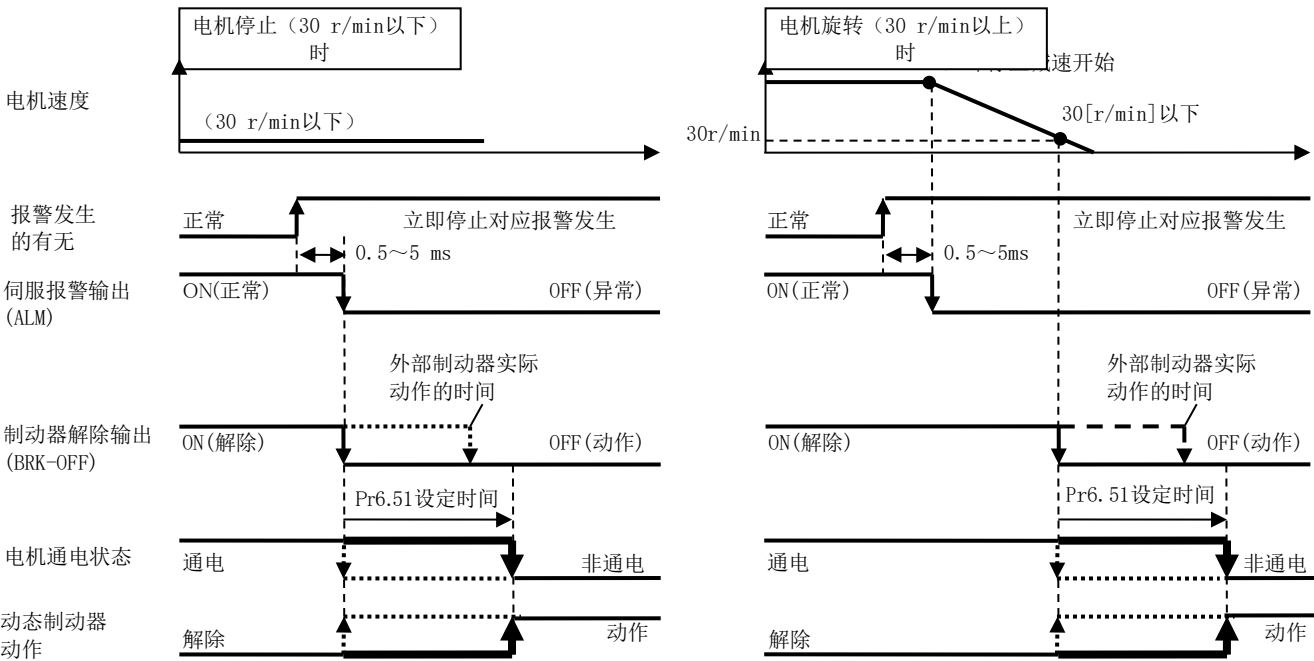 电机停止（30 r/min以下）
时
电机速度
（30 r/min以下）
报警发生
的有无
正常
立即停止对应报警发生
0.5～5 ms
伺服报警输出
(ALM)
ON(正常)
OFF(异常)
外部制动器实际
动作的时间
制动器解除输出
(BRK-OFF)
ON(解除)
OFF(动作)
Pr6.51设定时间
电机通电状态
通电
非通电
动态制动器
动作
解除
动作
电机旋转（30 r/min以上）
时
减速开始
30[r/min]以下
30r/min
正常
立即停止对应报警发生
0.5～5ms
ON(正常)
OFF(异常)
外部制动器实际
动作的时间
ON(解除)
OFF(动作)
Pr6.51设定时间
通电
非通电
解除
动作